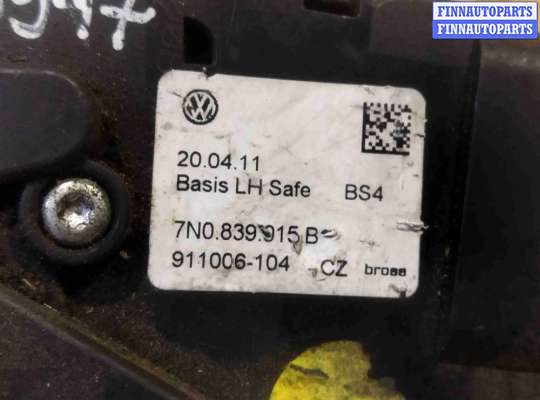 FINNAUTOPARTS
FINNAUTOPARTS
20.04.11
Basis LH Safe BS4
7N0.839.915 B
911006-104 CZ brose